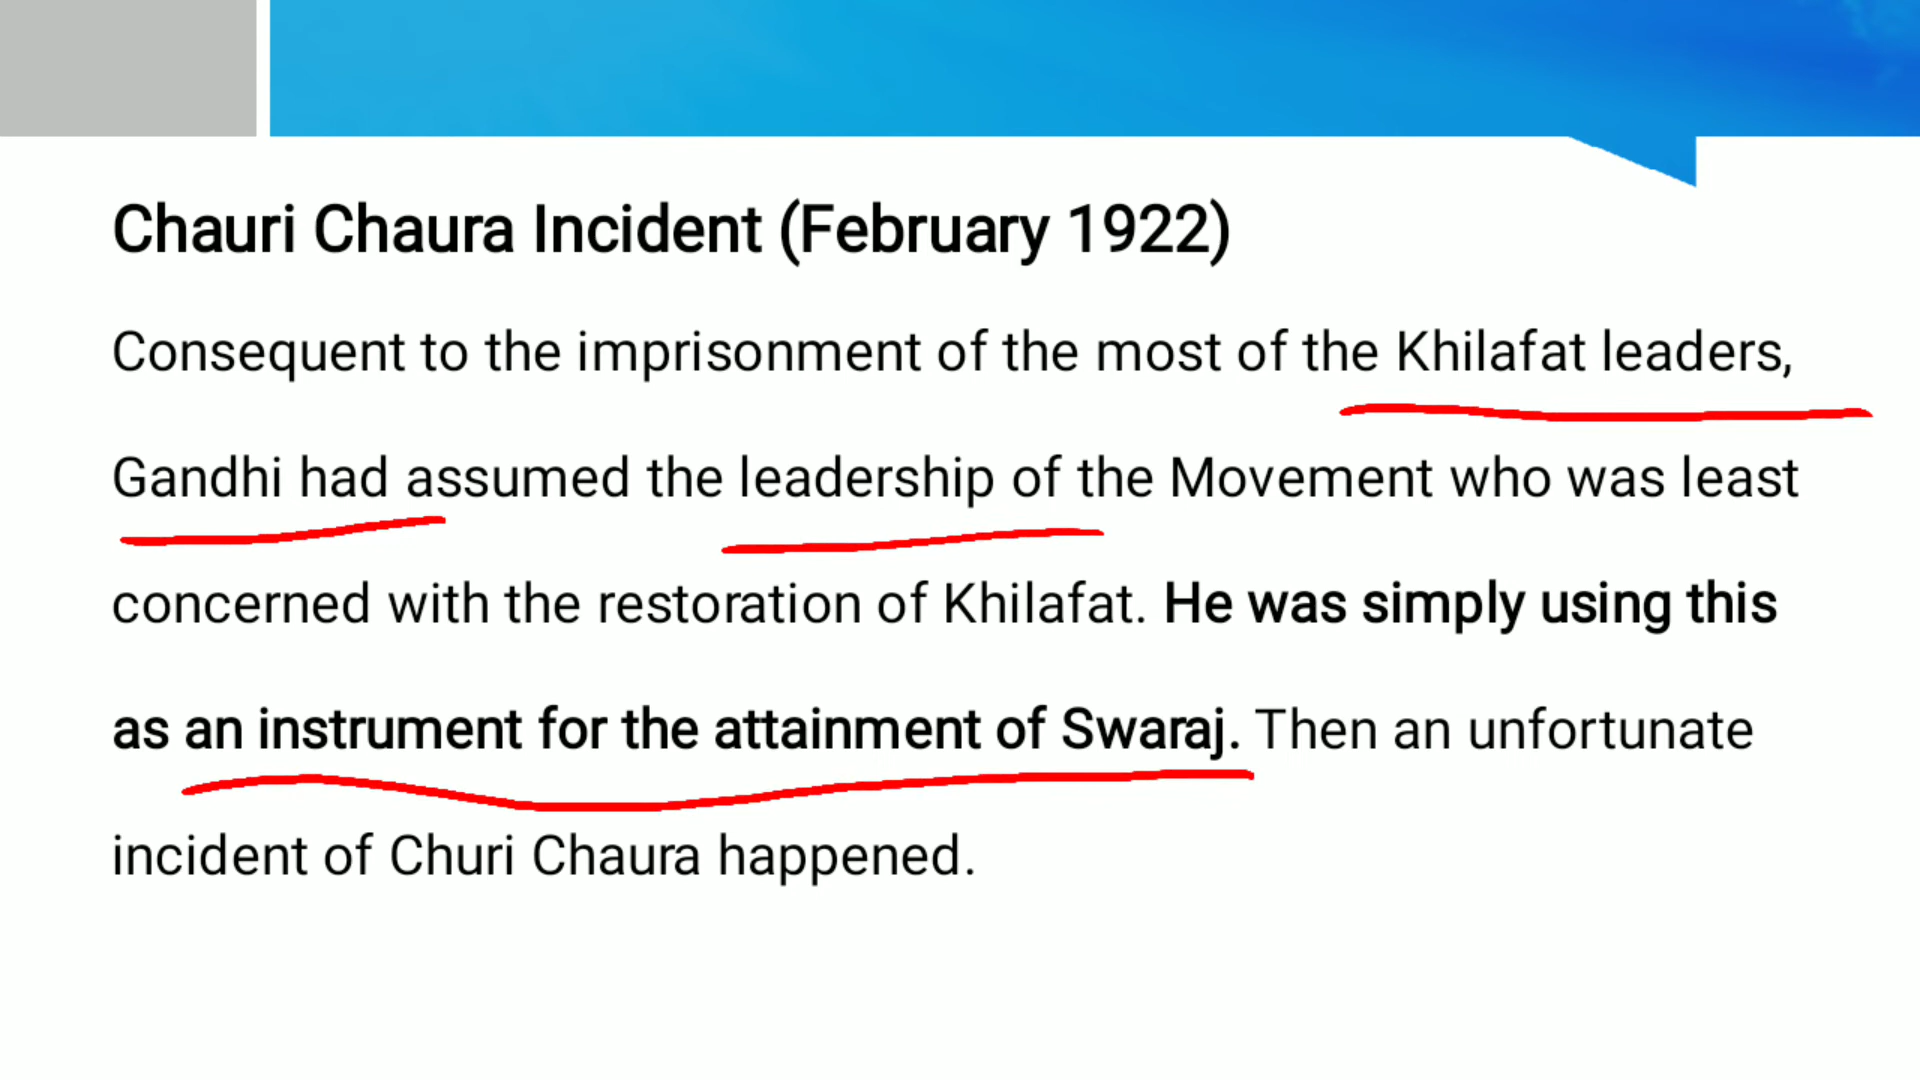 Chauri Chaura Incident (February 1922)
Consequent to the imprisonment of the most of the Khilafat leaders,
Gandhi had assumed the leadership of the Movement who was least
concerned with the restoration of Khilafat. He was simply using this
as an instrument for the attainment of Swaraj. Then an unfortunate
incident of Churi Chaura happened.